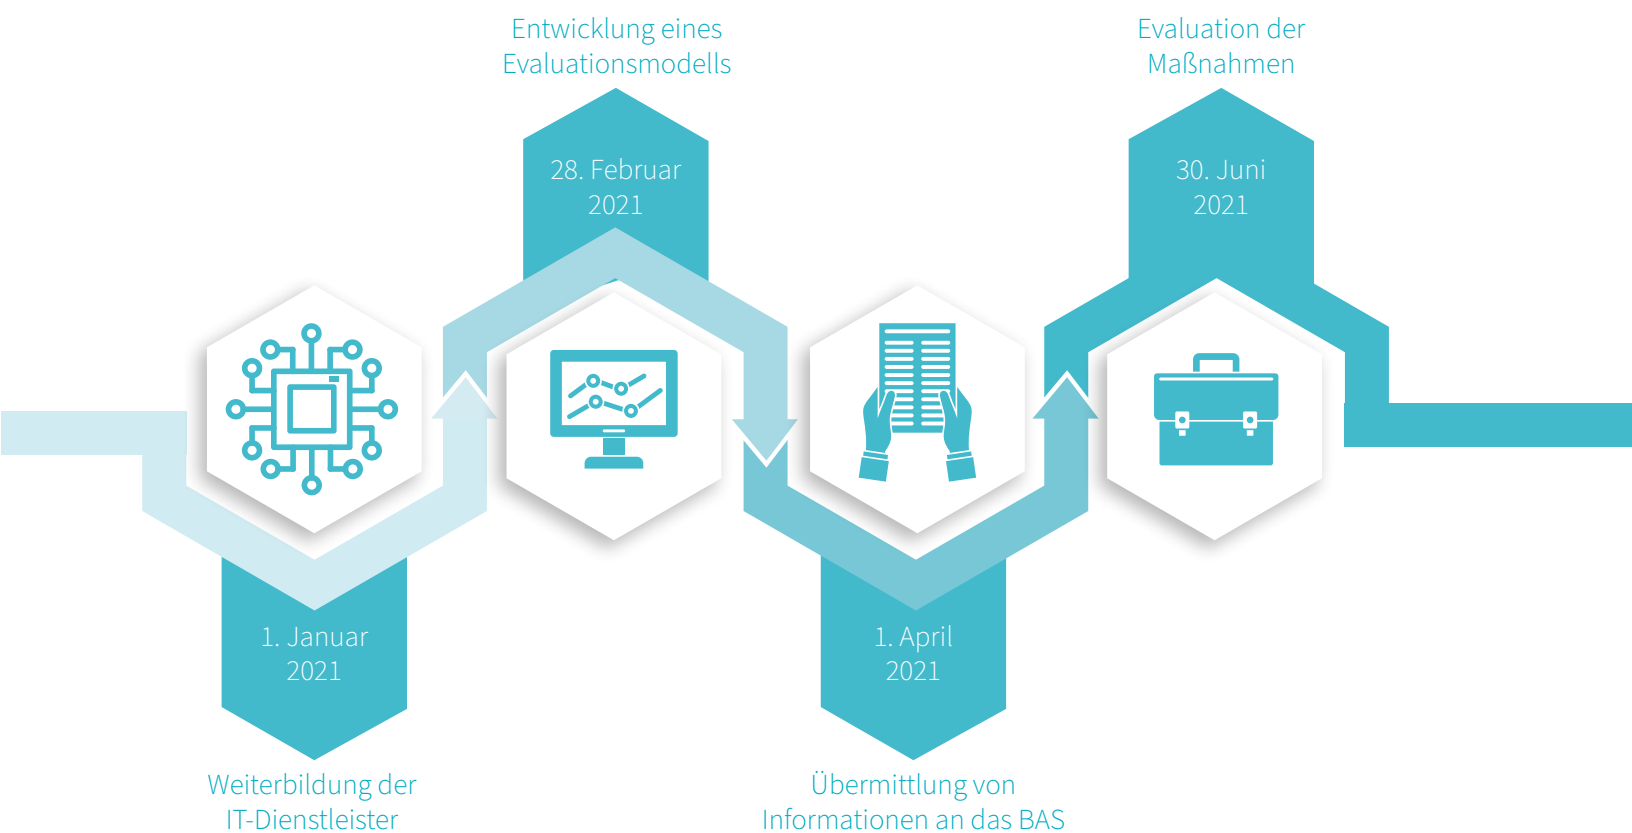 Entwicklung eines
Evaluationsmodells
28. Februar
2021
Evaluation der
Maßnahmen
30. Juni
2021
1. Januar
2021
Weiterbildung der
IT-Dienstleister
1. April
2021
Übermittlung von
Informationen an das BAS